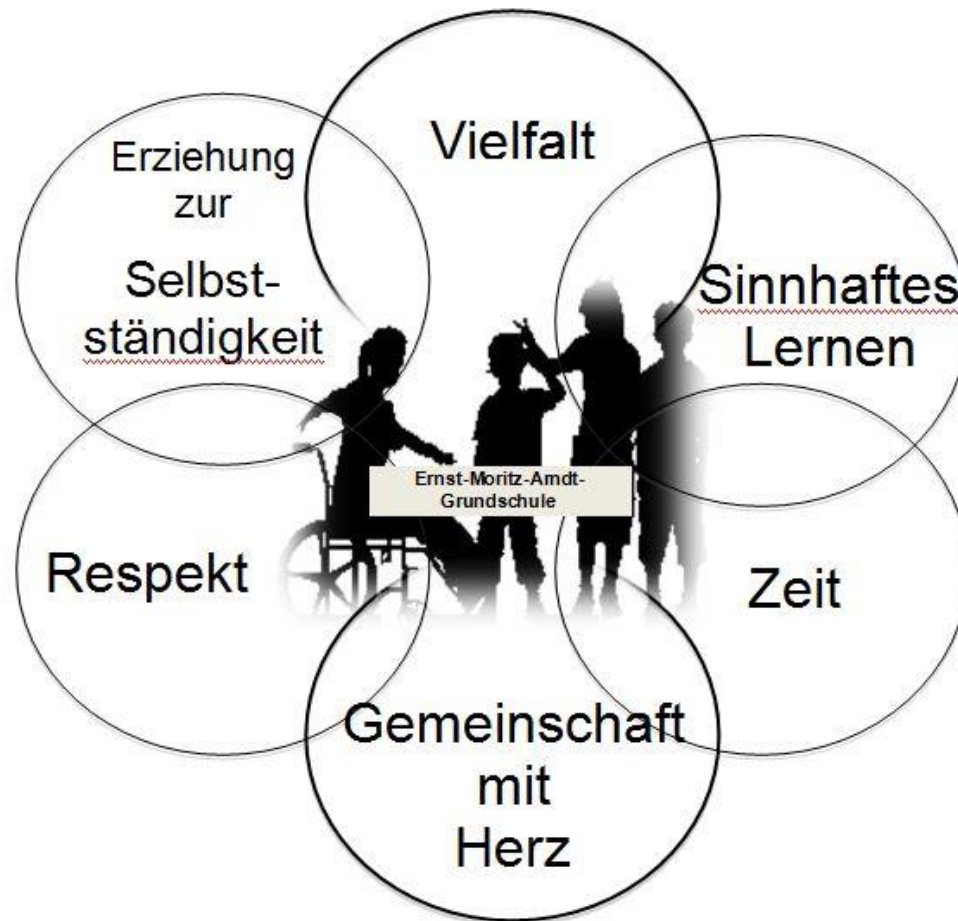 Vielfalt
Erziehung
zur
Selbst-
ständigkeit
Sinnhaftes
Lernen
Ernst-Moritz-Arndt-
Grundschule
Respekt
Zeit
Gemeinschaft
mit
Herz